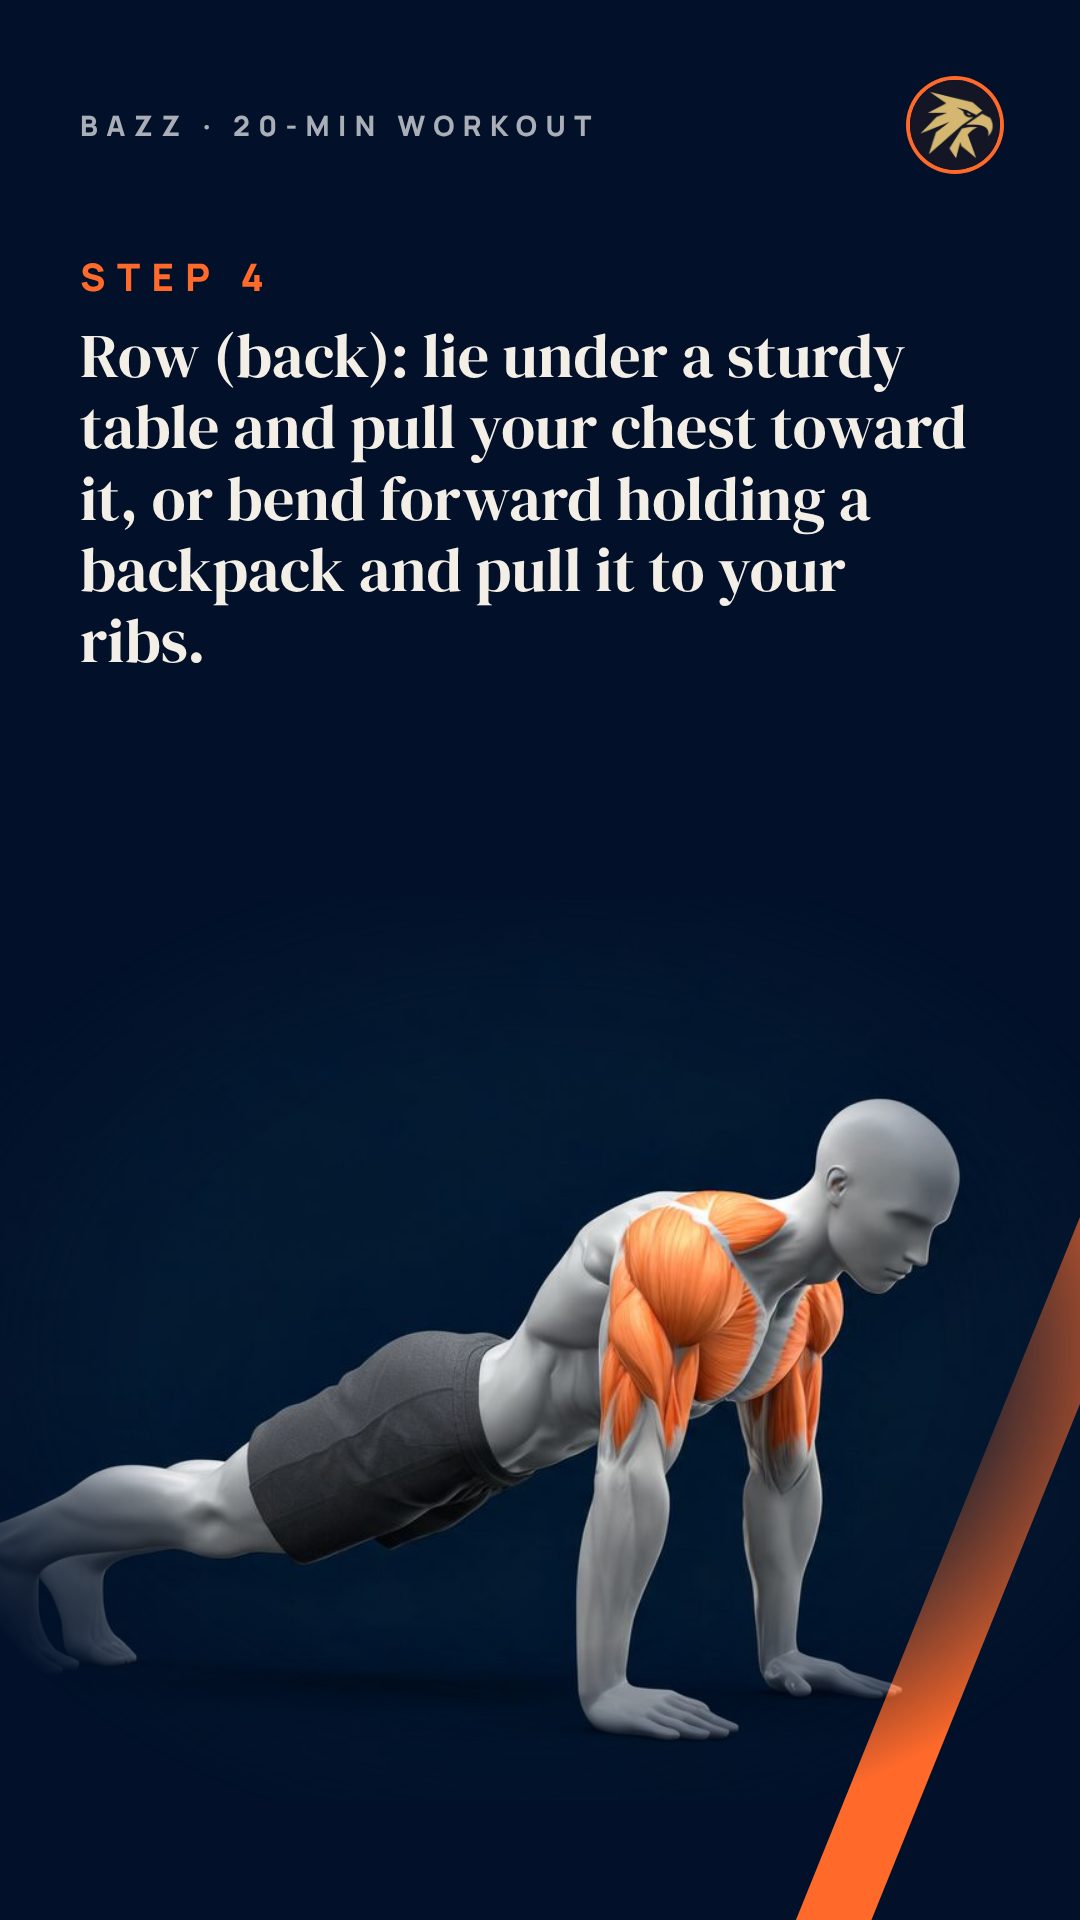 BAZZ · 20-MIN WORKOUT
STEP 4
Row (back): lie under a sturdy
table and pull your chest toward
it, or bend forward holding a
backpack and pull it to your
ribs.